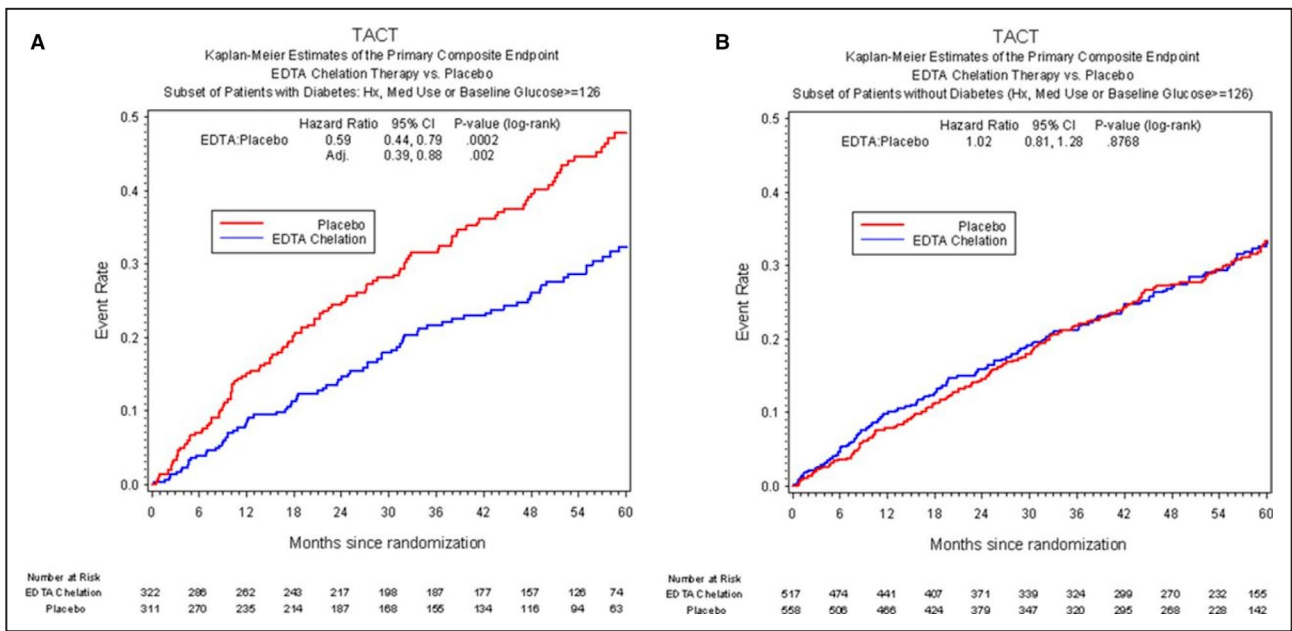 A
TACT
Kaplan-Meier Estimates of the Primary Composite Endpoint
EDTA Chelation Therapy vs. Placebo
Subset of Patients with Diabetes: Hx, Med Use or Baseline Glucose>=126
Hazard Ratio 95% CI P-value (log-rank)
EDTA:Placebo 0.59 0.44, 0.79 .0002
Adj. 0.39, 0.88 .002
Placebo
EDTA Chelation
Event Rate
0.5
0.4
0.3
0.2
0.1
0.0
0 6 12 18 24 30 36 42 48 54 60
Months since randomization
Number at Risk
EDTA Chelation 322 286 262 243 217 198 187 177 157 126 74
Placebo 311 270 235 214 187 168 155 134 116 94 63
B
TACT
Kaplan-Meier Estimates of the Primary Composite Endpoint
EDTA Chelation Therapy vs. Placebo
Subset of Patients without Diabetes (Hx, Med Use or Baseline Glucose>=126)
Hazard Ratio 95% CI P-value (log-rank)
EDTA:Placebo 1.02 0.81, 1.28 .8768
Placebo
EDTA Chelation
Event Rate
0.5
0.4
0.3
0.2
0.1
0.0
0 6 12 18 24 30 36 42 48 54 60
Months since randomization
Number at Risk
EDTA Chelation 517 474 441 407 371 339 324 299 270 232 155
Placebo 558 506 466 424 379 347 320 295 268 228 142